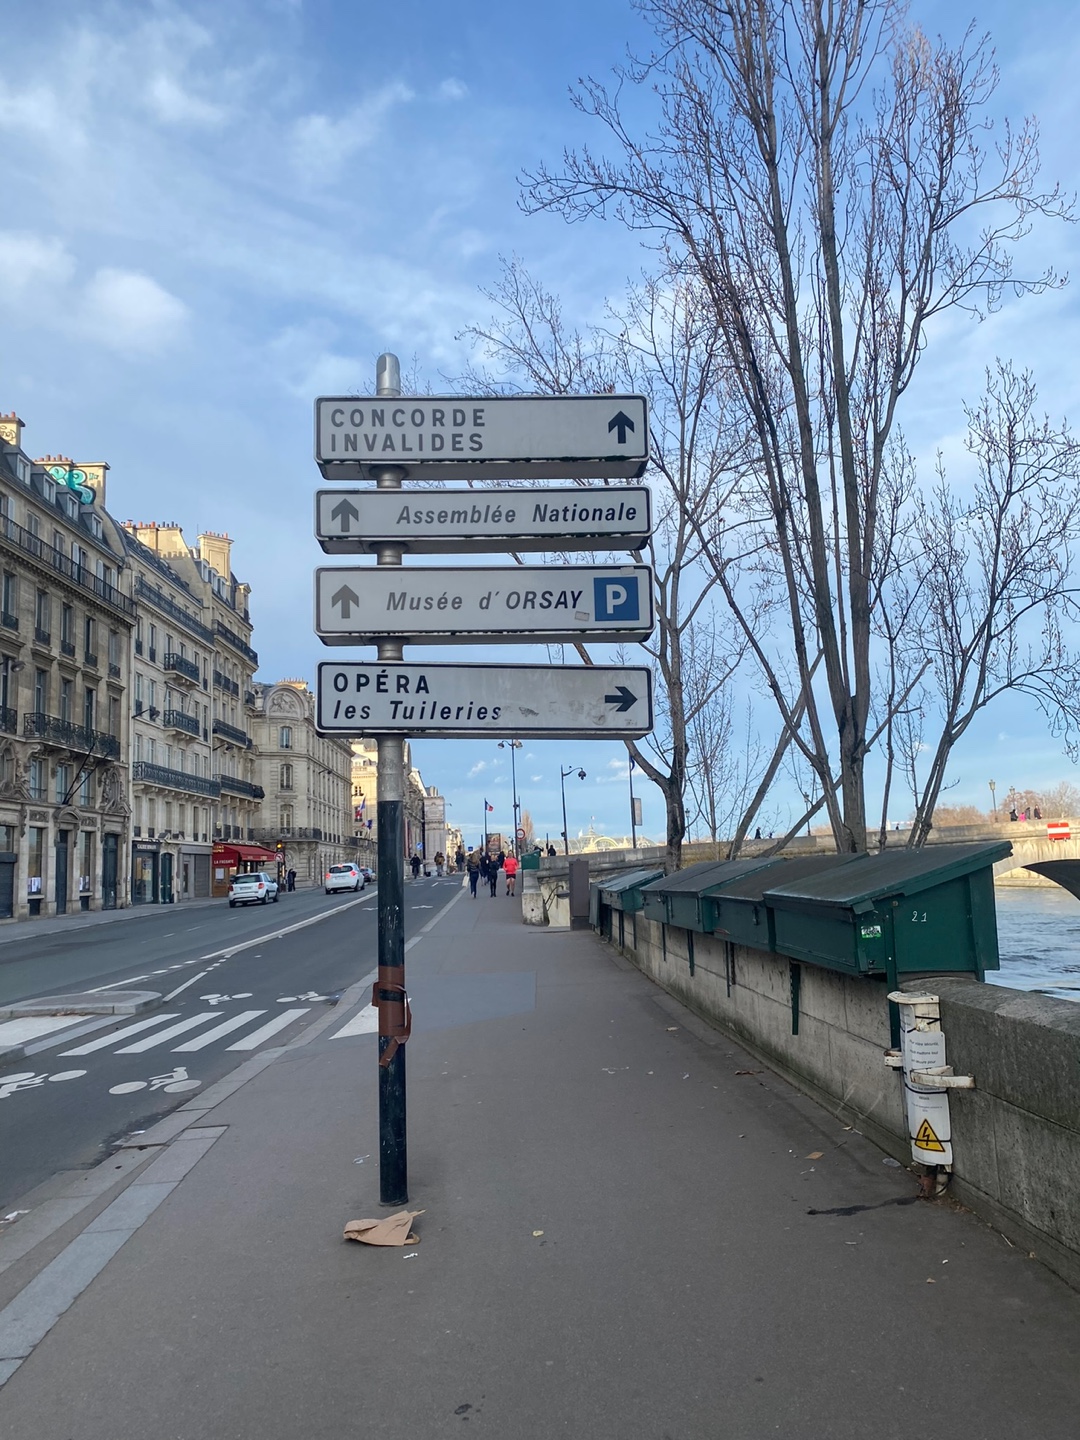 CONCORDE
INVALIDES
Assemblée Nationale
Musée d'ORSAY P
OPÉRA
les Tuileries
21